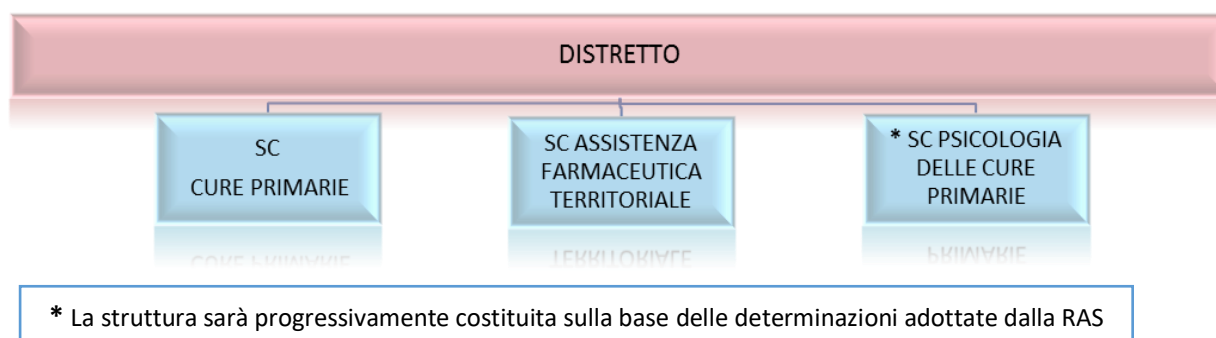 DISTRETTO
SC
CURE PRIMARIE
SC ASSISTENZA
FARMACEUTICA
TERRITORIALE
* SC PSICOLOGIA
DELLE CURE
PRIMARIE
* La struttura sarà progressivamente costituita sulla base delle determinazioni adottate dalla RAS